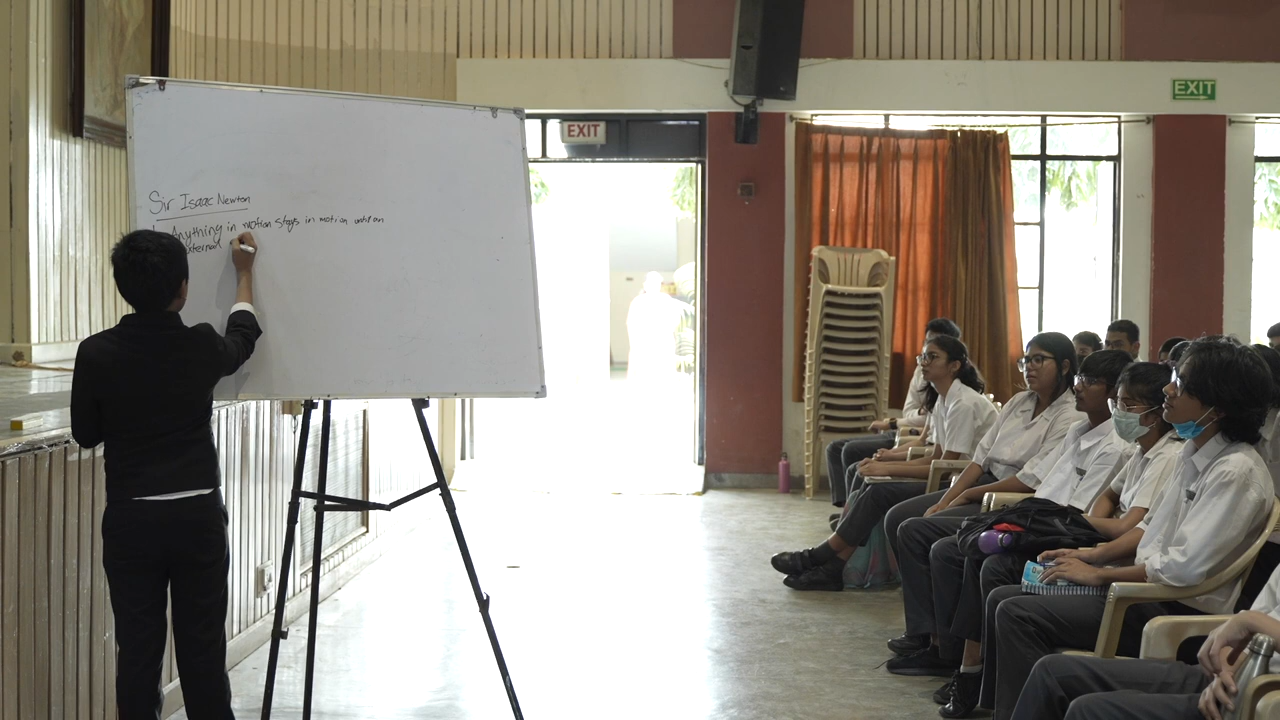 EXIT
EXIT
Sir Isaac Newton
Anything in motion stays in motion until an
external